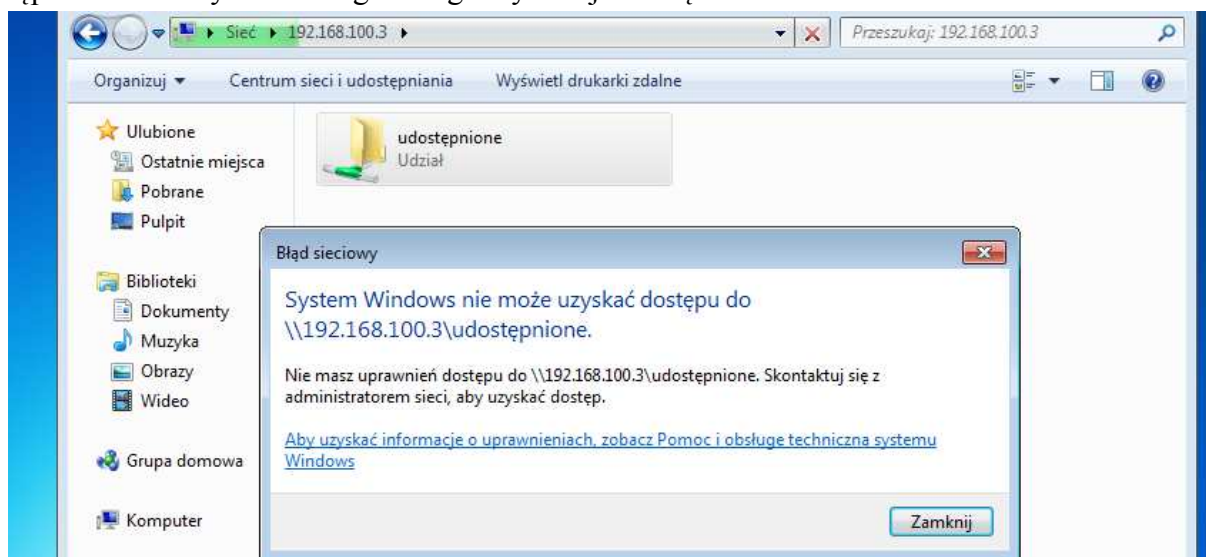 Sieć ▸ 192.168.100.3 ▸
Przeszukaj: 192.168.100.3
Organizuj
Centrum sieci i udostępniania
Wyświetl drukarki zdalne
Ulubione
Ostatnie miejsca
Pobrane
Pulpit
Biblioteki
Dokumenty
Muzyka
Obrazy
Wideo
Grupa domowa
Komputer
udostępnione
Udział
Błąd sieciowy
System Windows nie może uzyskać dostępu do
\\192.168.100.3\udostępnione.
Nie masz uprawnień dostępu do \\192.168.100.3\udostępnione. Skontaktuj się z
administratorem sieci, aby uzyskać dostęp.
Aby uzyskać informacje o uprawnieniach, zobacz Pomoc i obsługę techniczna systemu
Windows
Zamknij